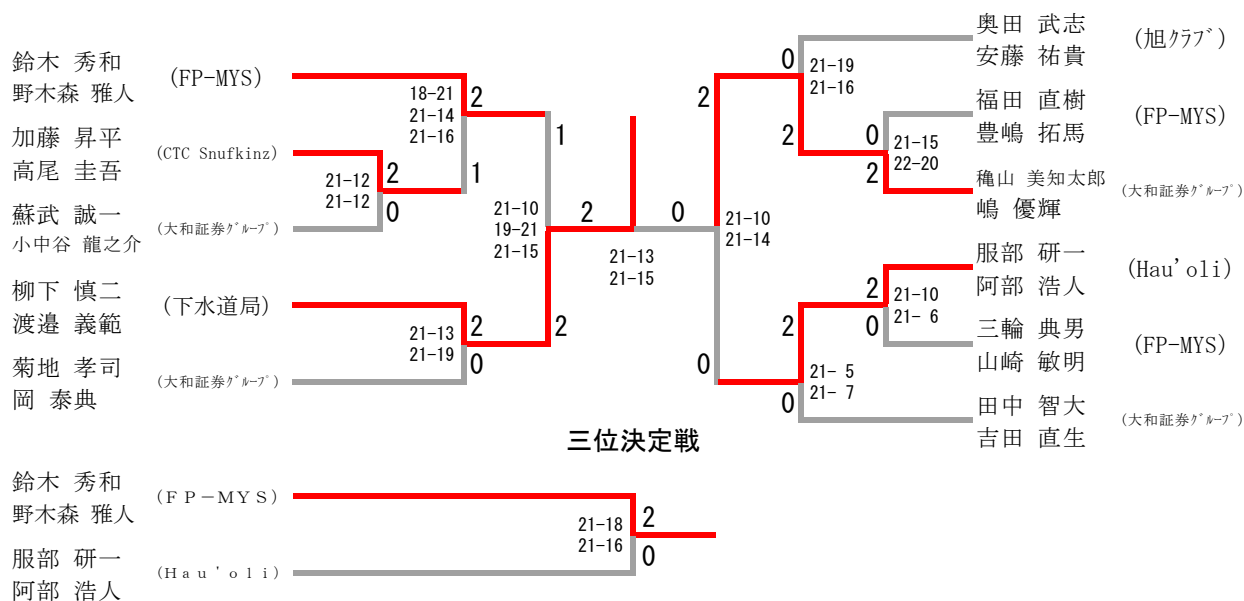 鈴木 秀和
野木森 雅人
(FP-MYS)
加藤 昇平
高尾 圭吾
(CTC Snufkinz)
蘇武 誠一
小中谷 龍之介
(大和証券ｸﾞﾙｰﾌﾟ)
柳下 慎二
渡邉 義範
(下水道局)
菊地 孝司
岡 泰典
(大和証券ｸﾞﾙｰﾌﾟ)
18-21
21-14
21-16
2
1
21-12
21-12
2
0
21-13
21-19
2
0
1
21-10
19-21
21-15
2
2
0
21-13
21-15
2
21-10
21-14
0
0
21-19
21-16
2
0
21-15
22-20
2
2
21-10
21- 6
0
2
21- 5
21- 7
0
奥田 武志
安藤 祐貴
(旭ｸﾗﾌﾞ)
福田 直樹
豊嶋 拓馬
(FP-MYS)
穐山 美知太郎
嶋 優輝
(大和証券ｸﾞﾙｰﾌﾟ)
服部 研一
阿部 浩人
(Hau'oli)
三輪 典男
山崎 敏明
(FP-MYS)
田中 智大
吉田 直生
(大和証券ｸﾞﾙｰﾌﾟ)
三位決定戦
鈴木 秀和
野木森 雅人
(ＦＰ－ＭＹＳ)
服部 研一
阿部 浩人
(Ｈａｕ'ｏｌｉ)
21-18
21-16
2
0